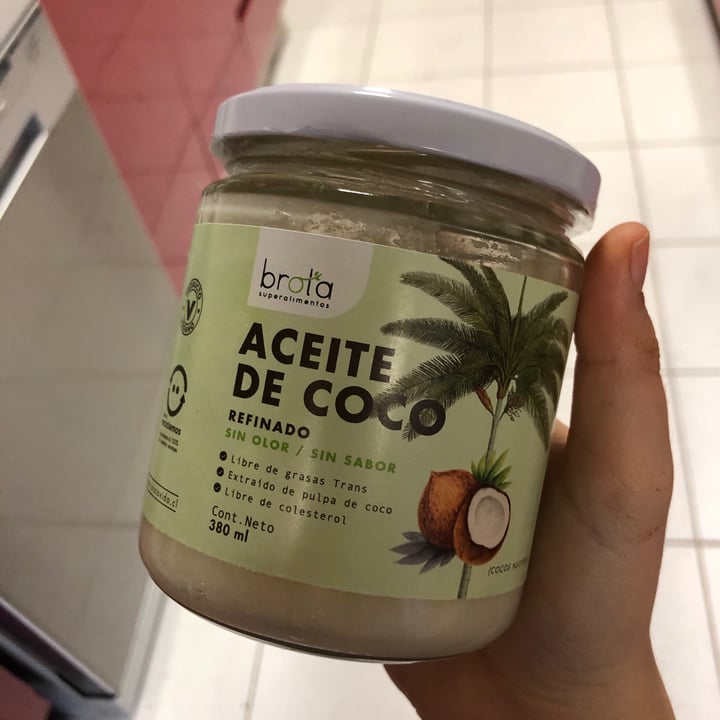 brota
superalimentos
ACEITE
DE COCO
REFINADO
SIN OLOR / SIN SABOR
Libre de grasas Trans
Extraído de pulpa de coco
Libre de colesterol
Cont.Neto
380 ml
(COCOS